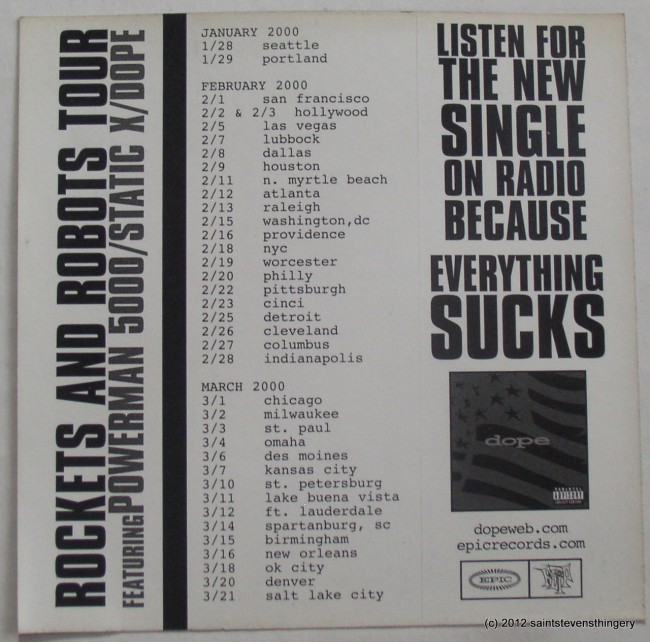 ROCKETS AND ROBOTS TOUR
FEATURING POWERMAN 5000/STATIC X/DOPE
JANUARY 2000
1/28 seattle
1/29 portland
FEBRUARY 2000
2/1 san francisco
2/2 & 2/3 hollywood
2/5 las vegas
2/7 lubbock
2/8 dallas
2/9 houston
2/11 n. myrtle beach
2/12 atlanta
2/13 raleigh
2/15 washington,dc
2/16 providence
2/18 nyc
2/19 worcester
2/20 philly
2/22 pittsburgh
2/23 cinci
2/25 detroit
2/26 cleveland
2/27 columbus
2/28 indianapolis
MARCH 2000
3/1 chicago
3/2 milwaukee
3/3 st. paul
3/4 omaha
3/6 des moines
3/7 kansas city
3/10 st. petersburg
3/11 lake buena vista
3/12 ft. lauderdale
3/14 spartanburg, sc
3/15 birmingham
3/16 new orleans
3/18 ok city
3/20 denver
3/21 salt lake city
LISTEN FOR
THE NEW
SINGLE
ON RADIO
BECAUSE
EVERYTHING
SUCKS
dope
PARENTAL
ADVISORY
EXPLICIT CONTENT
dopeweb.com
epicrecords.com
EPIC
(c) 2012 saintstevensthingery